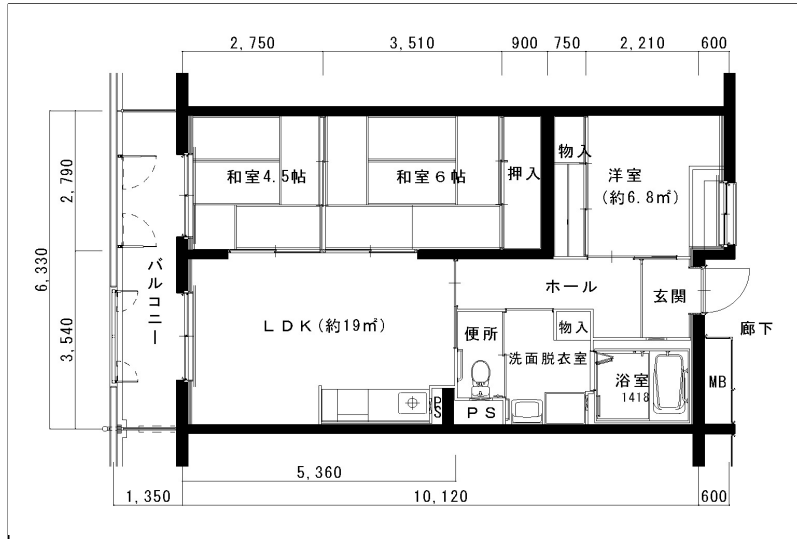 2,750 3,510 900 750 2,210 600
物入
和室4.5帖 和室6帖 押入 洋室
(約6.8㎡)
2,790
6,330
3,540
バルコニー
LDK(約19㎡)
ホール
玄関
廊下
便所
物入
洗面脱衣室
浴室
1418
MB
PS
PS
5,360
1,350 10,120 600